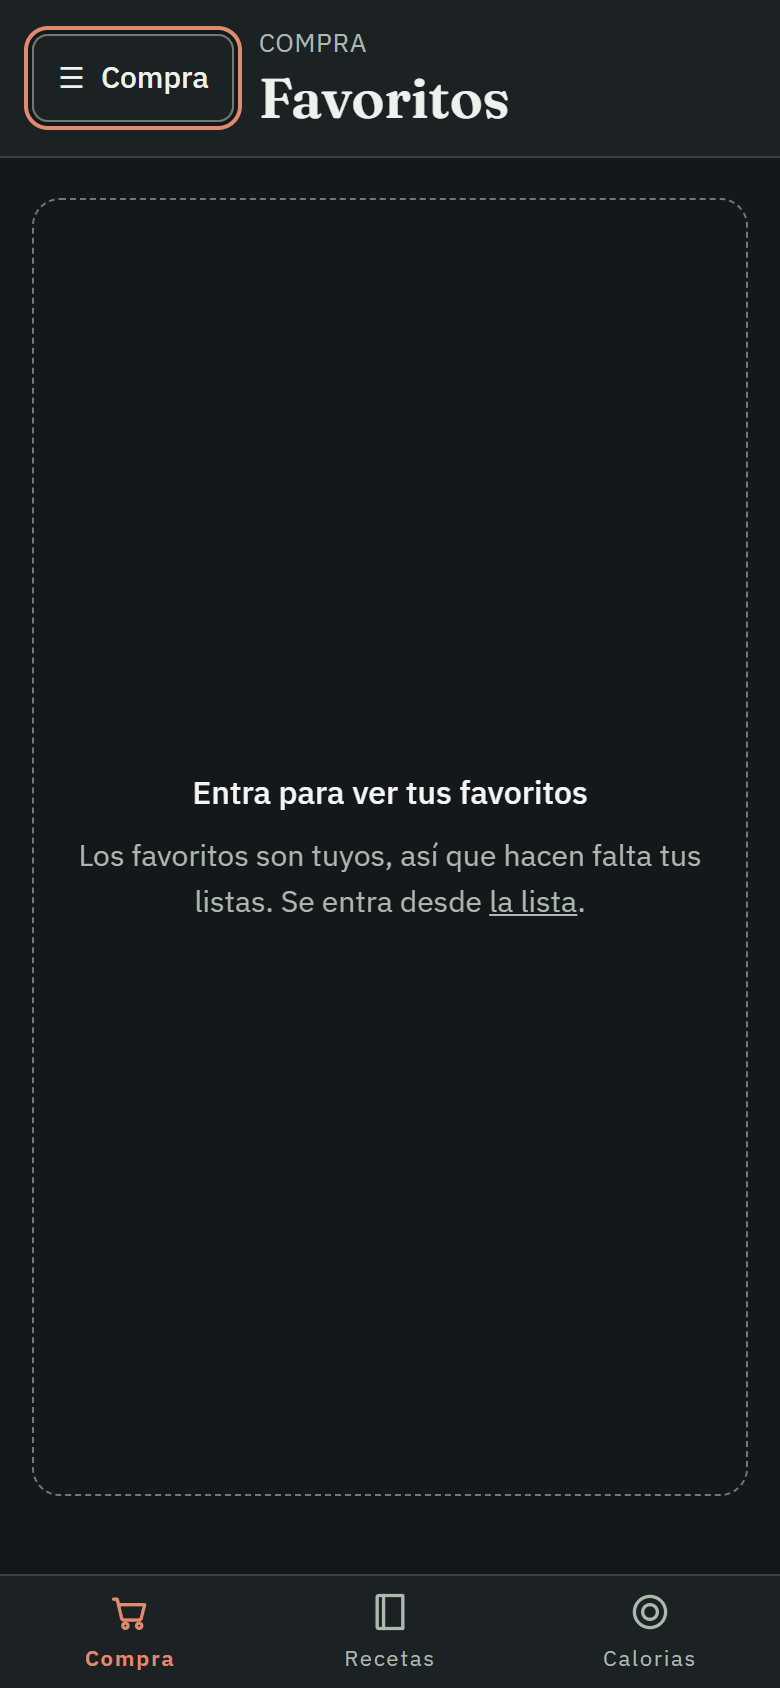 ☰ Compra
COMPRA
Favoritos
Entra para ver tus favoritos
Los favoritos son tuyos, así que hacen falta tus
listas. Se entra desde la lista.
Compra
Recetas
Calorias